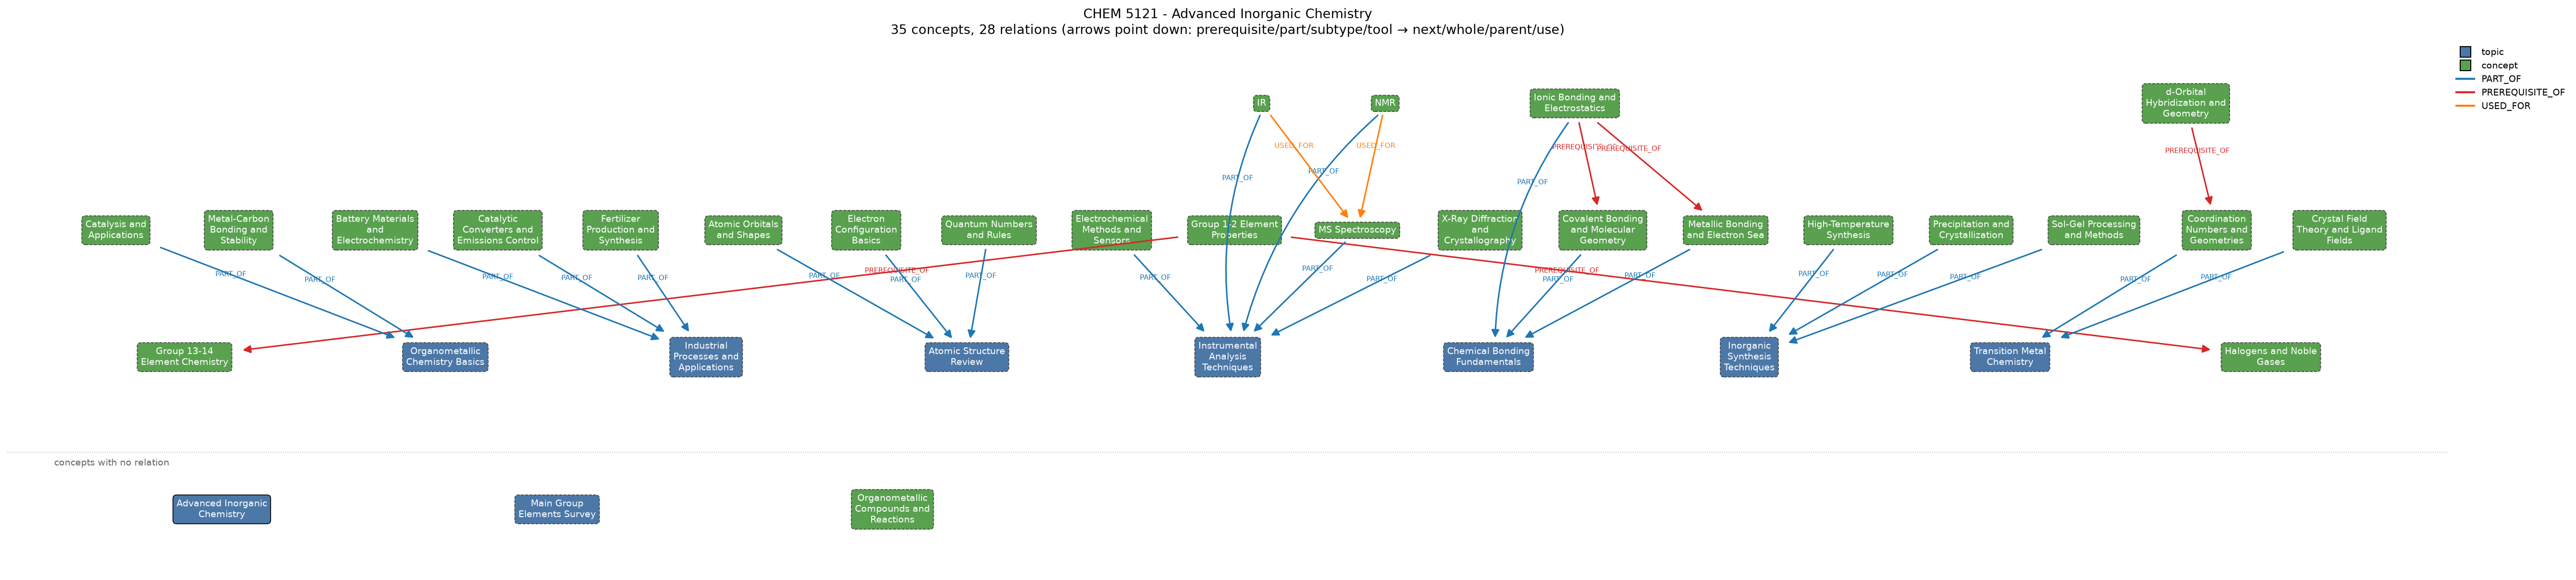 CHEM 5121 - Advanced Inorganic Chemistry
35 concepts, 28 relations (arrows point down: prerequisite/part/subtype/tool → next/whole/parent/use)
topic
concept
PART_OF
PREREQUISITE_OF
USED_FOR
IR
NMR
Ionic Bonding and
Electrostatics
d-Orbital
Hybridization and
Geometry
USED_FOR
USED_FOR
PREREQUISITE_OF
PREREQUISITE_OF
PREREQUISITE_OF
PART_OF
PART_OF
PART_OF
Catalysis and
Applications
Metal-Carbon
Bonding and
Stability
Battery Materials
and
Electrochemistry
Catalytic
Converters and
Emissions Control
Fertilizer
Production and
Synthesis
Atomic Orbitals
and Shapes
Electron
Configuration
Basics
Quantum Numbers
and Rules
Electrochemical
Methods and
Sensors
Group 1-2 Element
Properties
MS Spectroscopy
X-Ray Diffraction
and
Crystallography
Covalent Bonding
and Molecular
Geometry
Metallic Bonding
and Electron Sea
High-Temperature
Synthesis
Precipitation and
Crystallization
Sol-Gel Processing
and Methods
Coordination
Numbers and
Geometries
Crystal Field
Theory and Ligand
Fields
PART_OF
PART_OF
PART_OF
PART_OF
PART_OF
PART_OF
PREREQUISITE_OF
PART_OF
PART_OF
PART_OF
PART_OF
PART_OF
PREREQUISITE_OF
PART_OF
PART_OF
PART_OF
PART_OF
PART_OF
PART_OF
PART_OF
Group 13-14
Element Chemistry
Organometallic
Chemistry Basics
Industrial
Processes and
Applications
Atomic Structure
Review
Instrumental
Analysis
Techniques
Chemical Bonding
Fundamentals
Inorganic
Synthesis
Techniques
Transition Metal
Chemistry
Halogens and Noble
Gases
concepts with no relation
Advanced Inorganic
Chemistry
Main Group
Elements Survey
Organometallic
Compounds and
Reactions